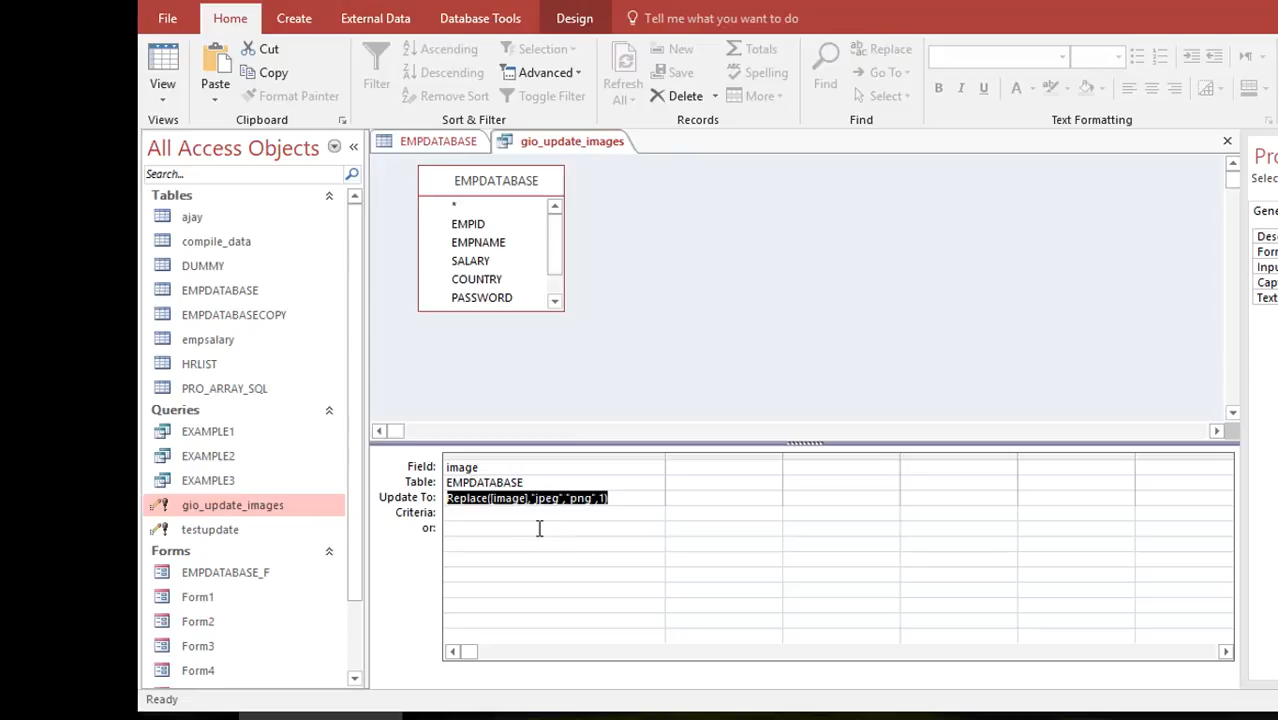 File Home Create External Data Database Tools Design Tell me what you want to do
View
Views
Paste
Cut
Copy
Format Painter
Clipboard
Filter
Ascending
Descending
Remove Sort
Selection
Advanced
Toggle Filter
Sort & Filter
Refresh
All
New
Save
Delete
Totals
Spelling
More
Records
Find
Replace
Go To
Select
Find
B I U A
Text Formatting
All Access Objects
Search...
Tables
ajay
compile_data
DUMMY
EMPDATABASE
EMPDATABASECOPY
empsalary
HRLIST
PRO_ARRAY_SQL
Queries
EXAMPLE1
EXAMPLE2
EXAMPLE3
gio_update_images
testupdate
Forms
EMPDATABASE_F
Form1
Form2
Form3
Form4
EMPDATABASE gio_update_images
EMPDATABASE
*
EMPID
EMPNAME
SALARY
COUNTRY
PASSWORD
Field: image
Table: EMPDATABASE
Update To: Replace([image],"jpeg","png",1)
Criteria:
or:
Pro
Selec
Gene
Desc
Form
Inpu
Capt
Text
Ready